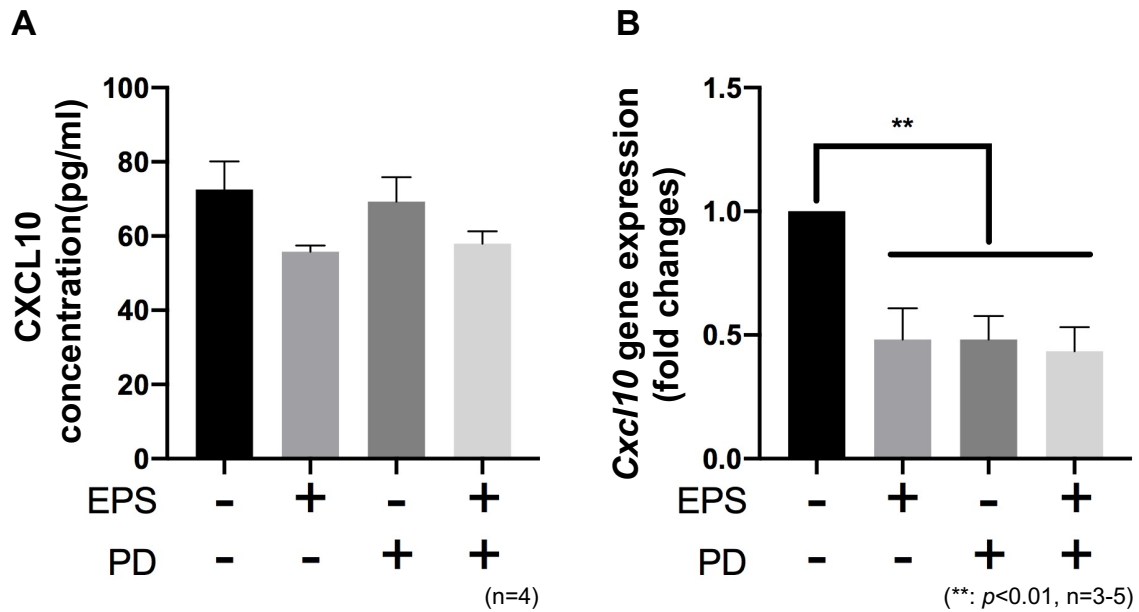 A
CXCL10
concentration(pg/ml)
100
80
60
40
20
0
EPS - + - +
PD - - + +
(n=4)
B
Cxcl10 gene expression
(fold changes)
1.5
1.0
0.5
0.0
**
EPS - + - +
PD - - + +
(**: p<0.01, n=3-5)